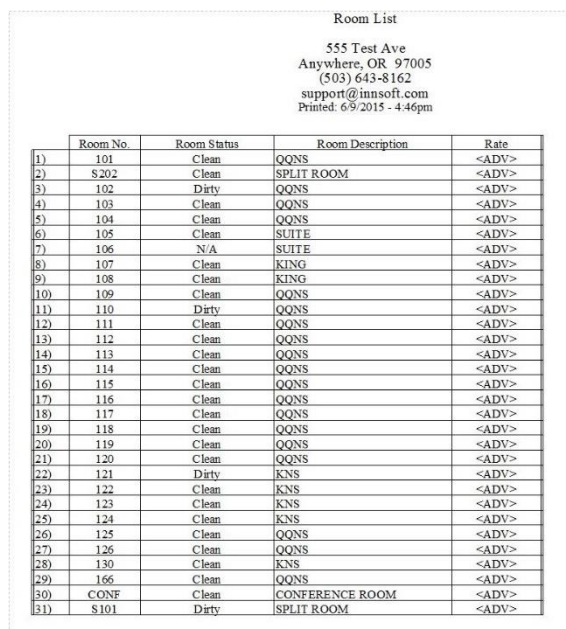 Room List
555 Test Ave
Anywhere, OR 97005
(503) 643-8162
support@innsoft.com
Printed: 6/9/2015 - 4:46pm
Room No. Room Status Room Description Rate
1) 101 Clean QQNS <ADV>
2) S202 Clean SPLIT ROOM <ADV>
3) 102 Dirty QQNS <ADV>
4) 103 Clean QQNS <ADV>
5) 104 Clean QQNS <ADV>
6) 105 Clean SUITE <ADV>
7) 106 N/A SUITE <ADV>
8) 107 Clean KING <ADV>
9) 108 Clean KING <ADV>
10) 109 Clean QQNS <ADV>
11) 110 Dirty QQNS <ADV>
12) 111 Clean QQNS <ADV>
13) 112 Clean QQNS <ADV>
14) 113 Clean QQNS <ADV>
15) 114 Clean QQNS <ADV>
16) 115 Clean QQNS <ADV>
17) 116 Clean QQNS <ADV>
18) 117 Clean QQNS <ADV>
19) 118 Clean QQNS <ADV>
20) 119 Clean QQNS <ADV>
21) 120 Clean QQNS <ADV>
22) 121 Dirty KNS <ADV>
23) 122 Clean KNS <ADV>
24) 123 Clean KNS <ADV>
25) 124 Clean KNS <ADV>
26) 125 Clean QQNS <ADV>
27) 126 Clean QQNS <ADV>
28) 130 Clean KNS <ADV>
29) 166 Clean QQNS <ADV>
30) CONF Clean CONFERENCE ROOM <ADV>
31) S101 Dirty SPLIT ROOM <ADV>